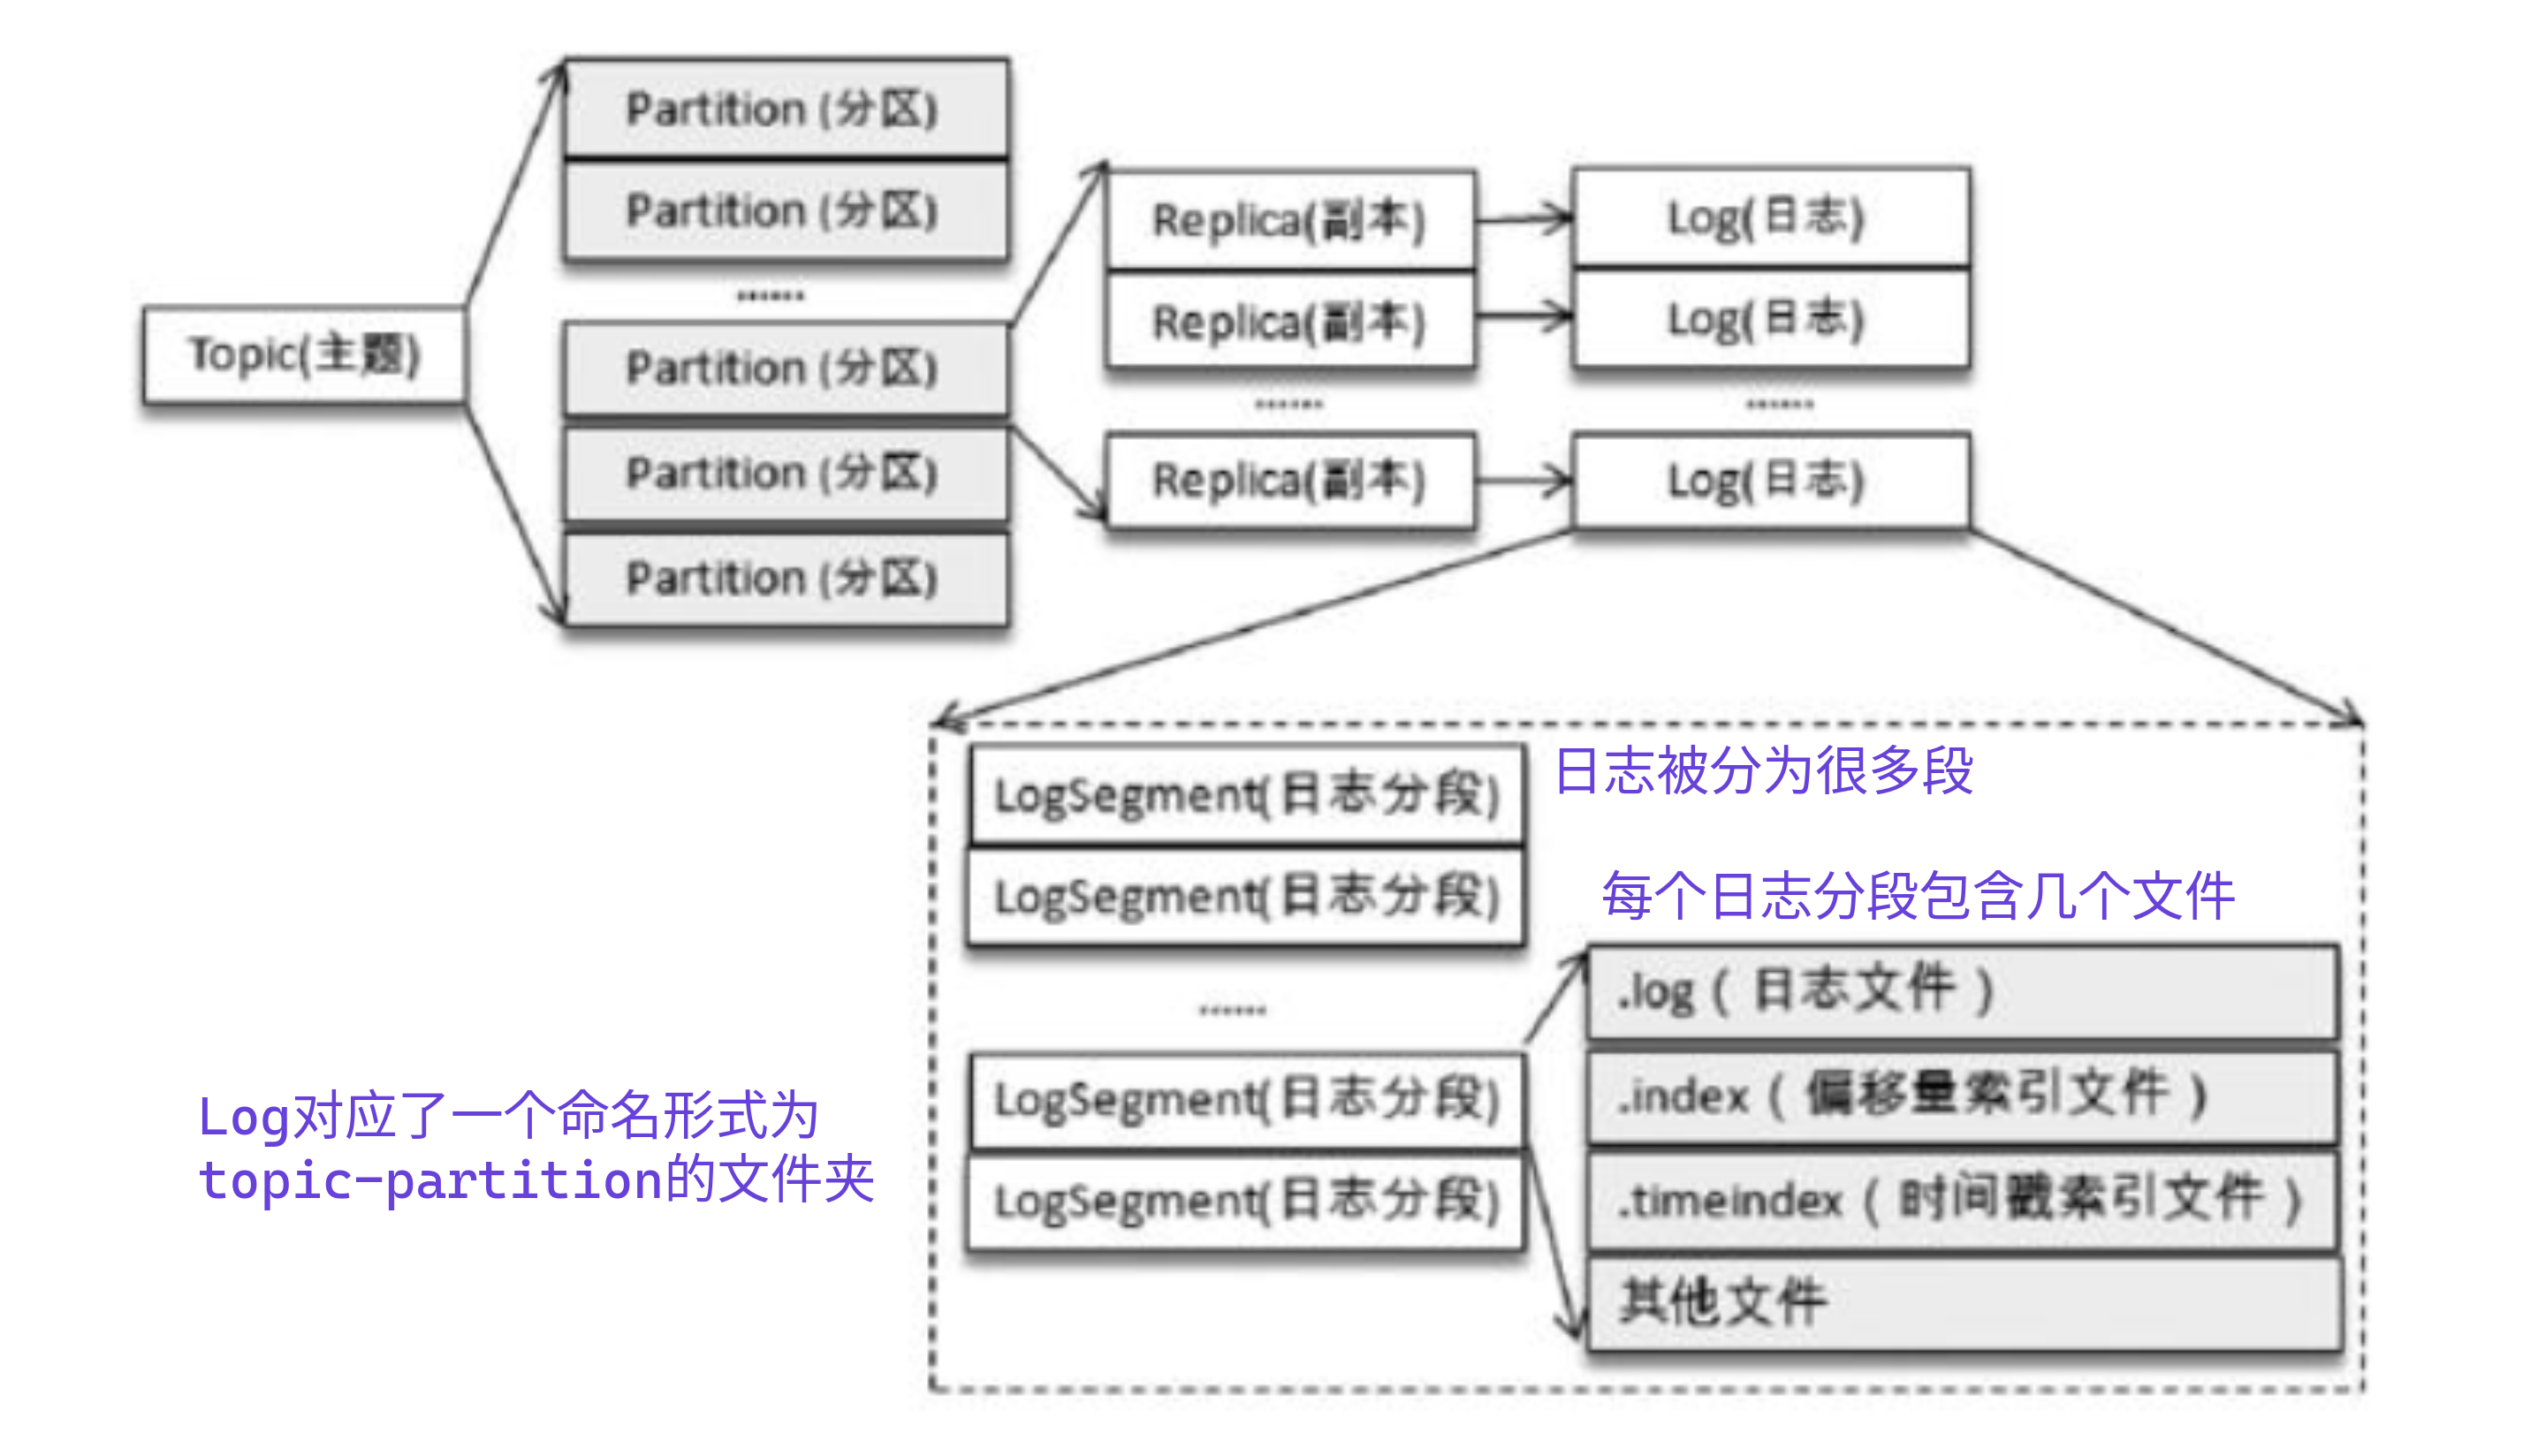 Topic(主题)
Partition (分区)
Partition (分区)
......
Partition (分区)
Partition (分区)
Partition (分区)
Replica(副本)
Replica(副本)
......
Replica(副本)
Log(日志)
Log(日志)
......
Log(日志)
LogSegment(日志分段)
LogSegment(日志分段)
......
LogSegment(日志分段)
LogSegment(日志分段)
日志被分为很多段
每个日志分段包含几个文件
.log（日志文件）
.index（偏移量索引文件）
.timeindex（时间戳索引文件）
其他文件
Log对应了一个命名形式为
topic-partition的文件夹